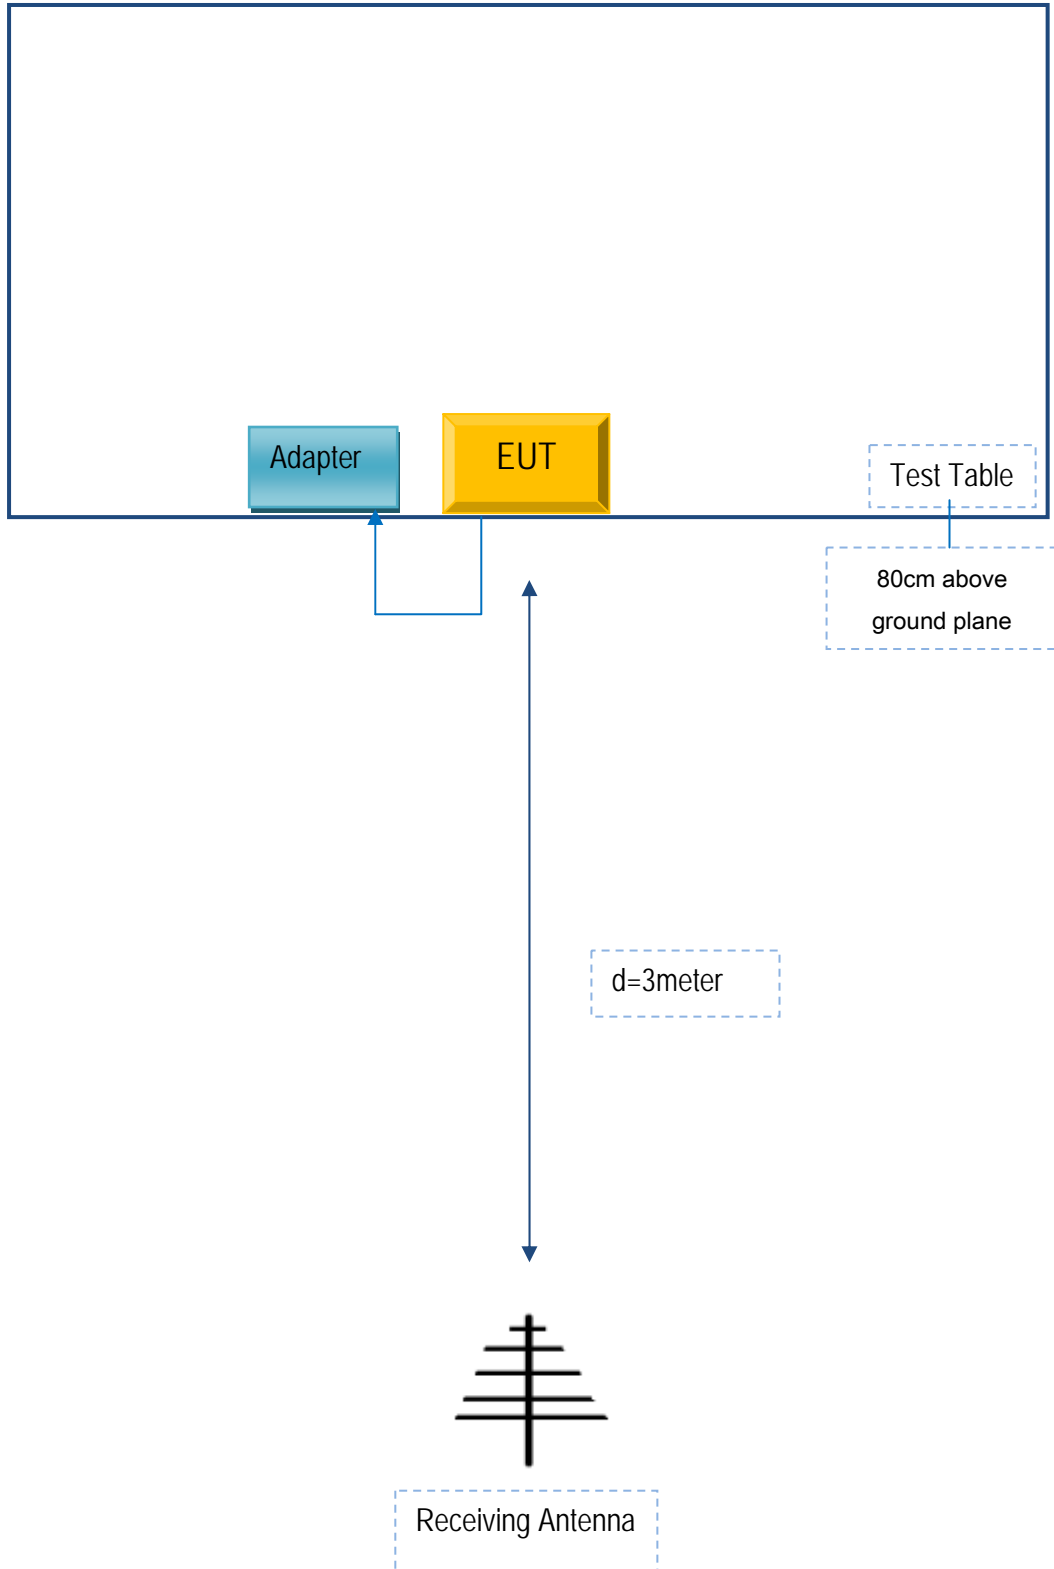 Adapter
EUT
Test Table
80cm above
ground plane
d=3meter
Receiving Antenna